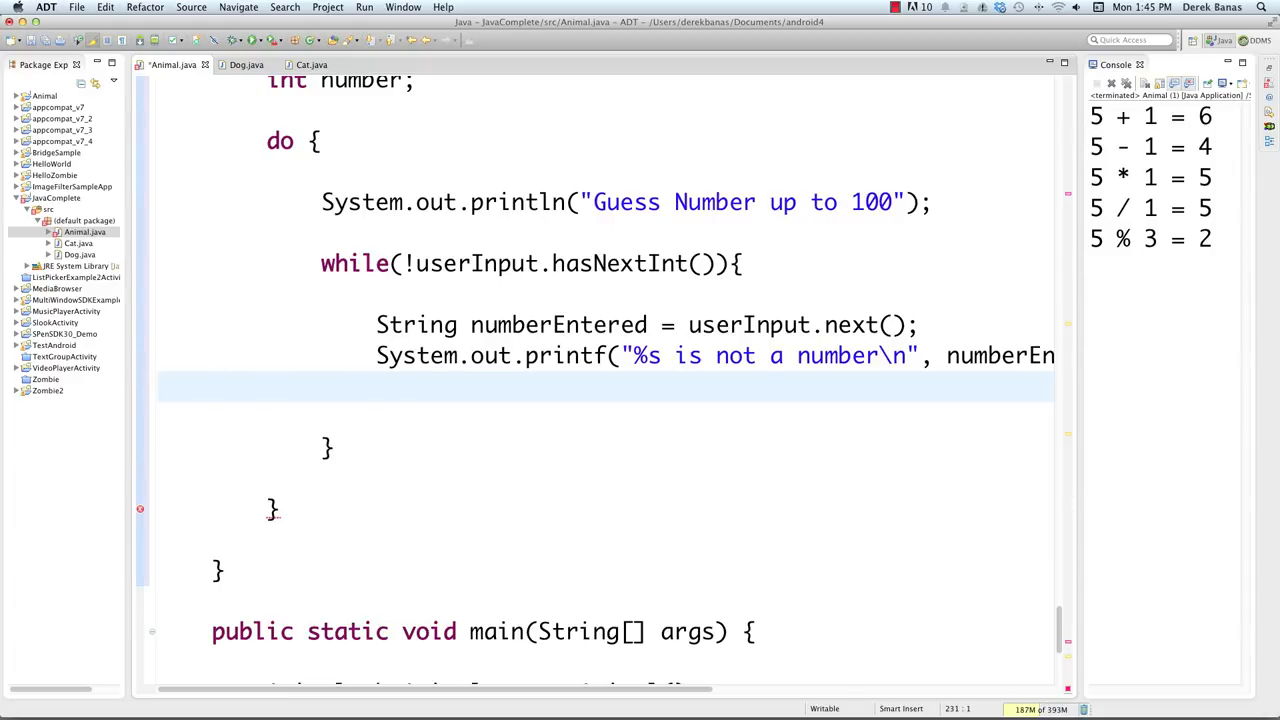 ADT File Edit Refactor Source Navigate Search Project Run Window Help
10 Mon 1:45 PM Derek Banas
Java – JavaComplete/src/Animal.java – ADT – /Users/derekbanas/Documents/android4
Quick Access
Java
DDMS
Package Exp
*Animal.java
Dog.java
Cat.java
Console
<terminated> Animal (1) [Java Application] /S
Animal
appcompat_v7
appcompat_v7_2
appcompat_v7_3
appcompat_v7_4
BridgeSample
HelloWorld
HelloZombie
ImageFilterSampleApp
JavaComplete
src
(default package)
Animal.java
Cat.java
Dog.java
JRE System Library [Ja
ListPickerExample2Activi
MediaBrowser
MultiWindowSDKExample
MusicPlayerActivity
SlookActivity
SPenSDK30_Demo
TestAndroid
TextGroupActivity
VideoPlayerActivity
Zombie
Zombie2
int number;
do {
System.out.println("Guess Number up to 100");
while(!userInput.hasNextInt()){
String numberEntered = userInput.next();
System.out.printf("%s is not a number\n", numberEn
}
}
}
public static void main(String[] args) {
5 + 1 = 6
5 - 1 = 4
5 * 1 = 5
5 / 1 = 5
5 % 3 = 2
Writable
Smart Insert
231 : 1
187M of 393M